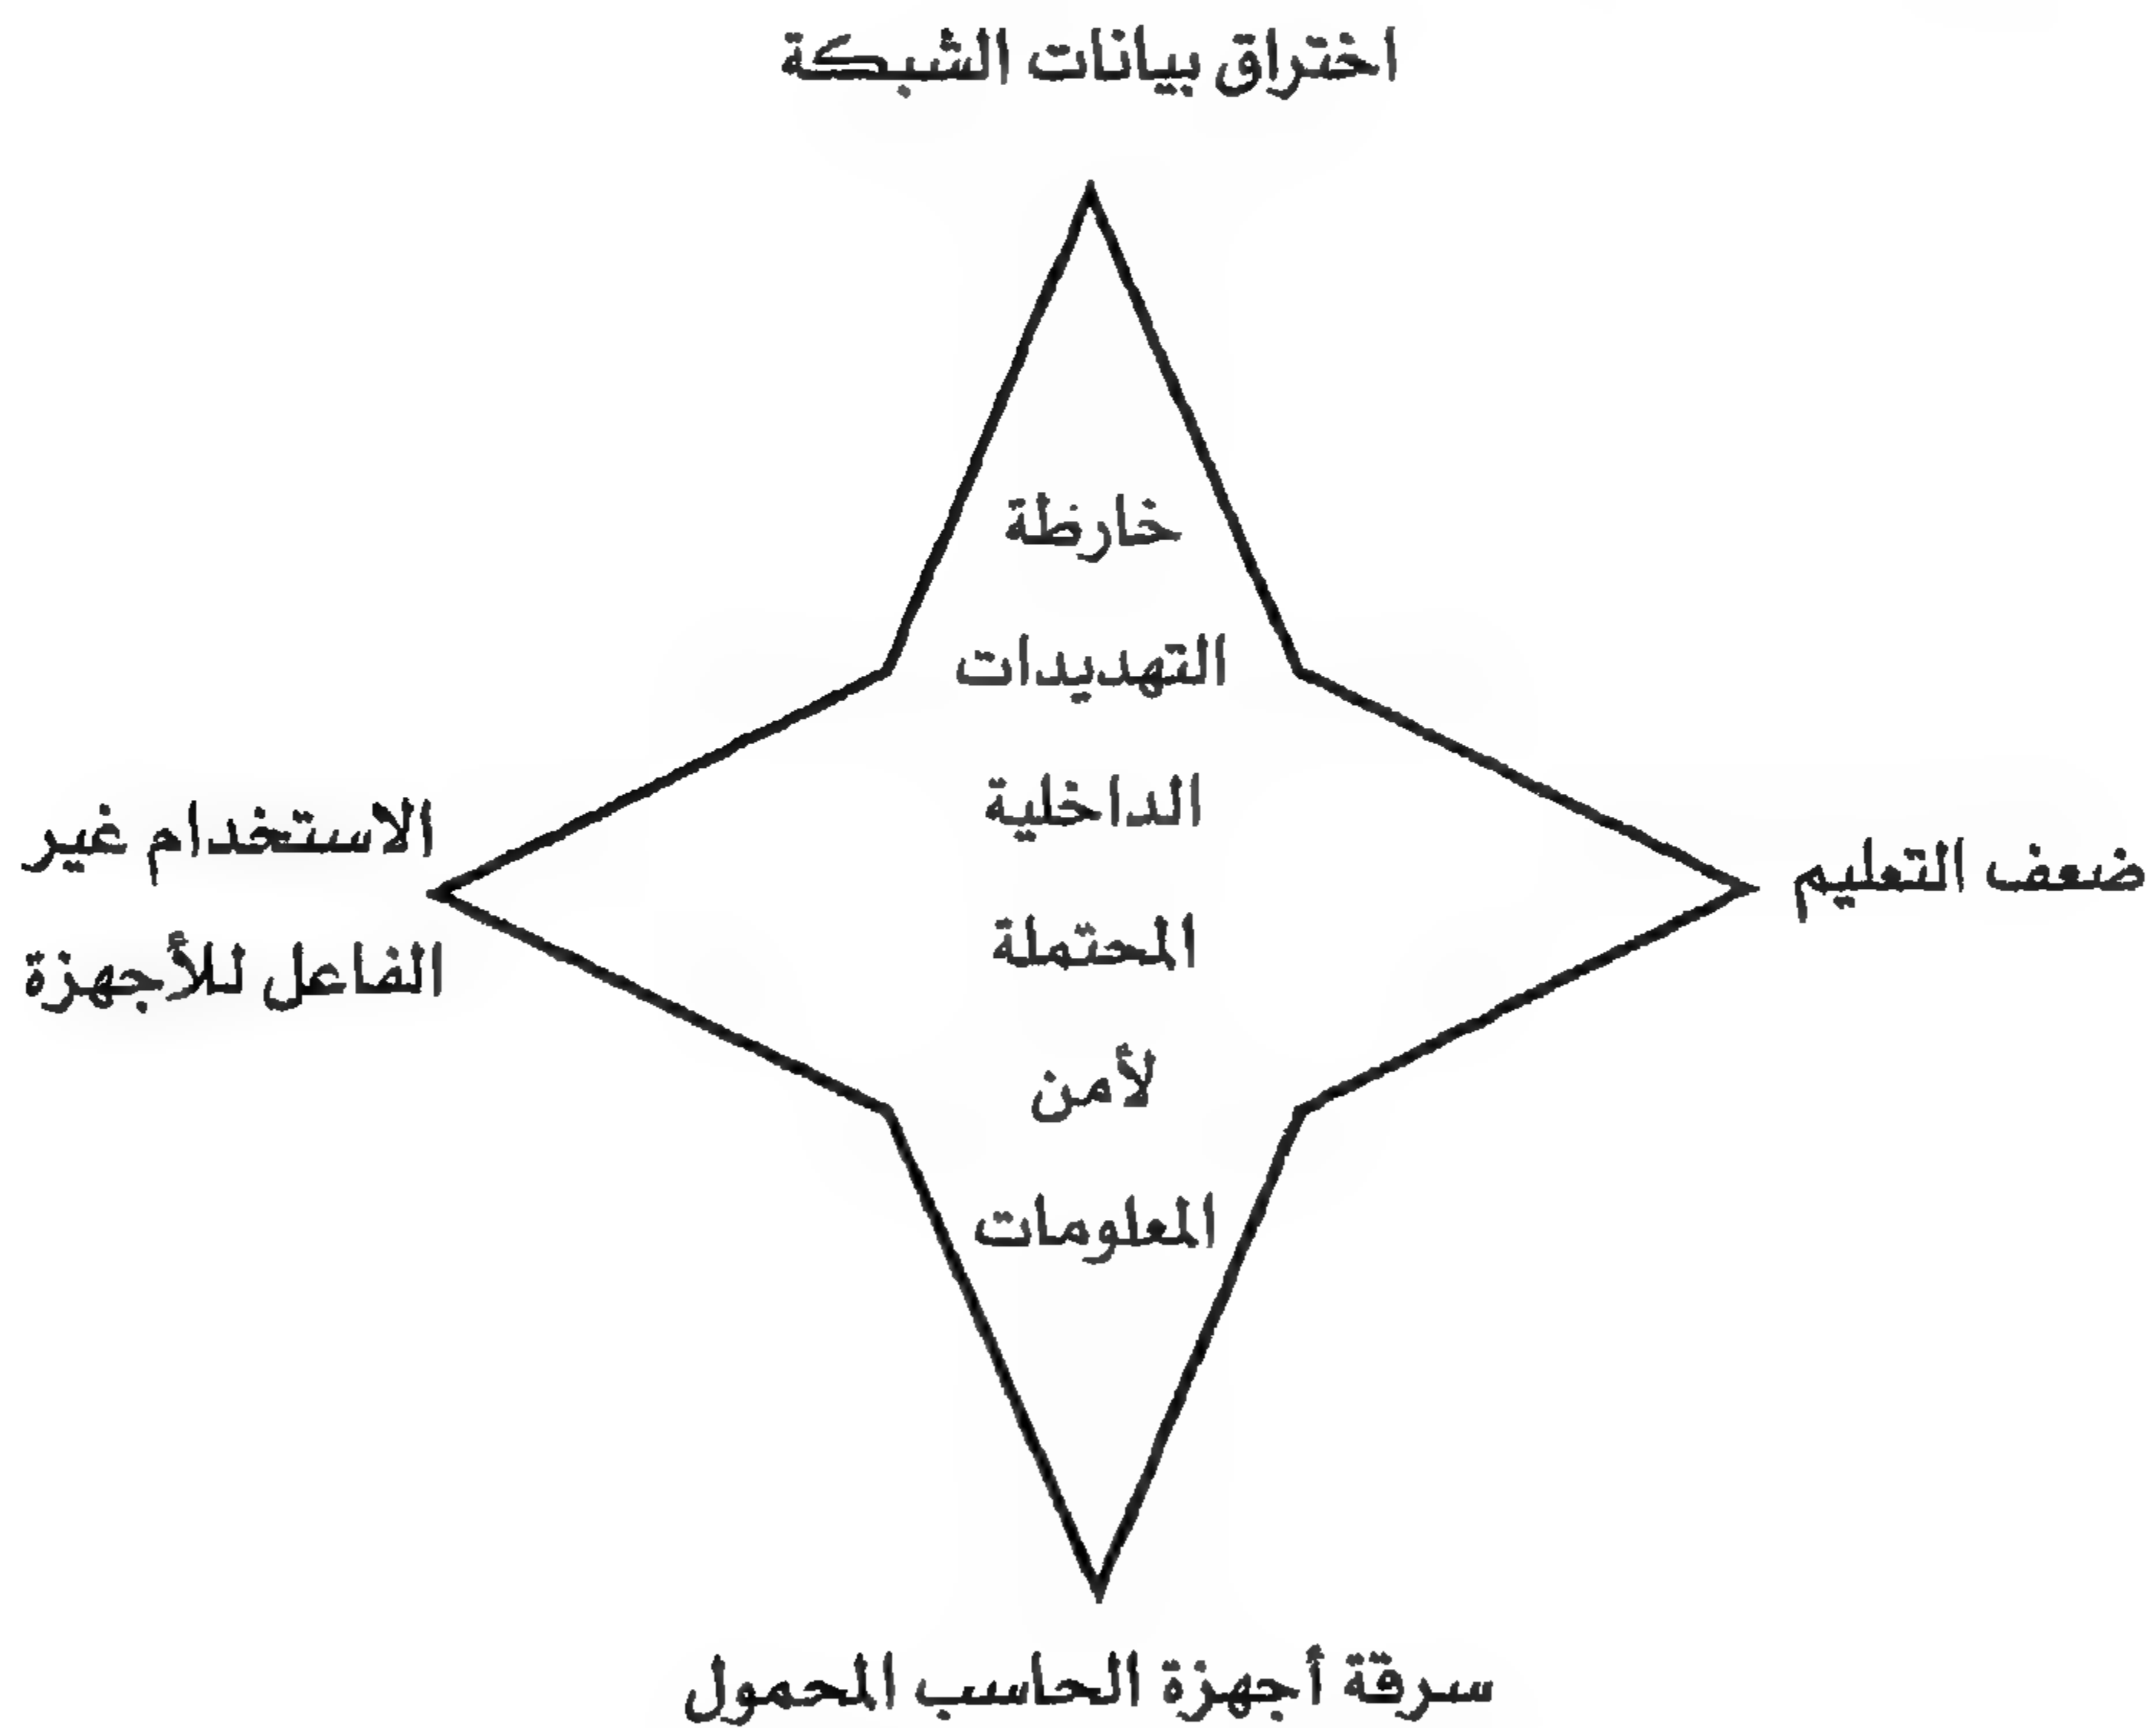 اختراق بيانات الشبكة
خارطة
التهديدات
الداخلية
المحتملة
لأمن
المعلومات
ضعف التعليم
الاستخدام غير
الفاعل للأجهزة
سرقة أجهزة الحاسب المحمول